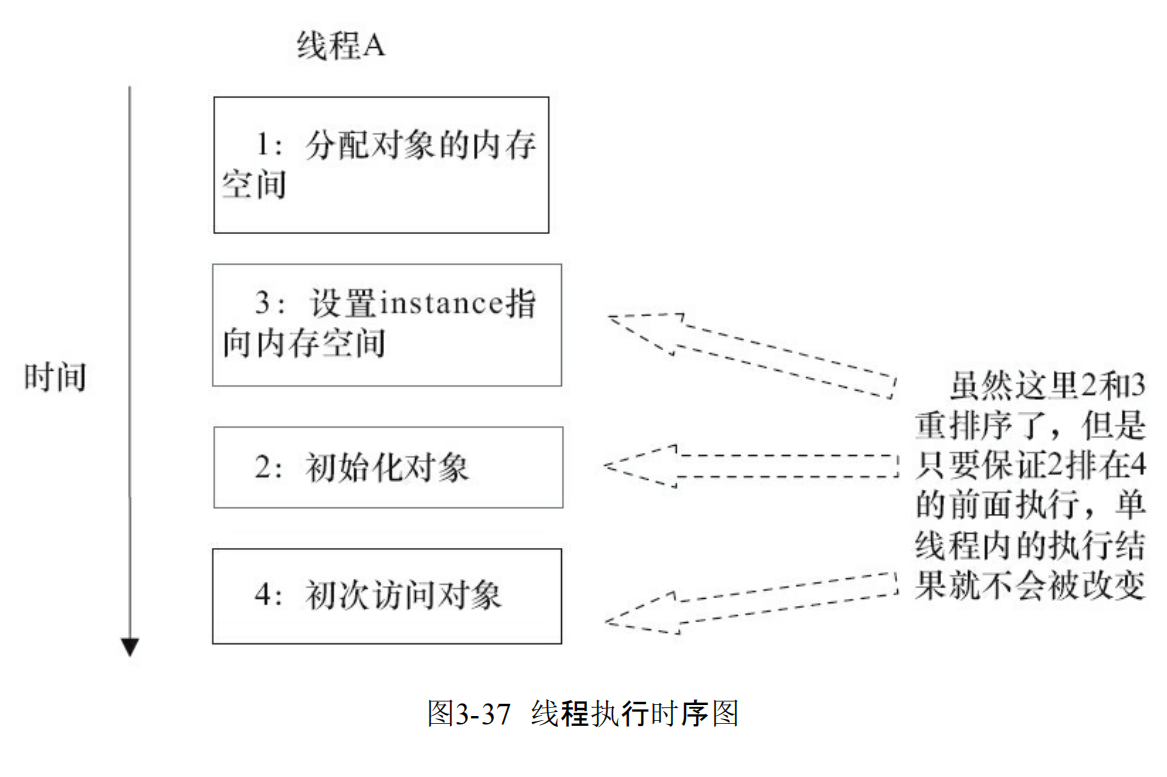 线程A
1：分配对象的内存
空间
3：设置instance指
向内存空间
时间
2：初始化对象
4：初次访问对象
虽然这里2和3
重排序了，但是
只要保证2排在4
的前面执行，单
线程内的执行结
果就不会被改变
图3-37 线程执行时序图